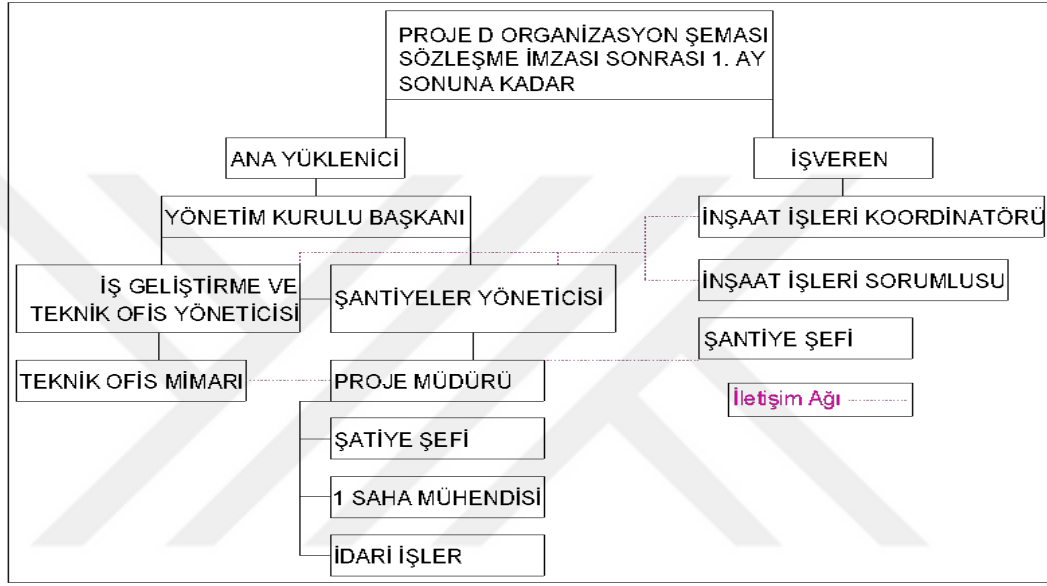 PROJE D ORGANİZASYON ŞEMASI
SÖZLEŞME İMZASI SONRASI 1. AY
SONUNA KADAR
ANA YÜKLENİCİ
İŞVEREN
YÖNETİM KURULU BAŞKANI
İNŞAAT İŞLERİ KOORDİNATÖRÜ
İŞ GELİŞTİRME VE
TEKNİK OFİS YÖNETİCİSİ
ŞANTİYELER YÖNETİCİSİ
İNŞAAT İŞLERİ SORUMLUSU
ŞANTİYE ŞEFİ
TEKNİK OFİS MİMARI
PROJE MÜDÜRÜ
İletişim Ağı
ŞATİYE ŞEFİ
1 SAHA MÜHENDİSİ
İDARİ İŞLER